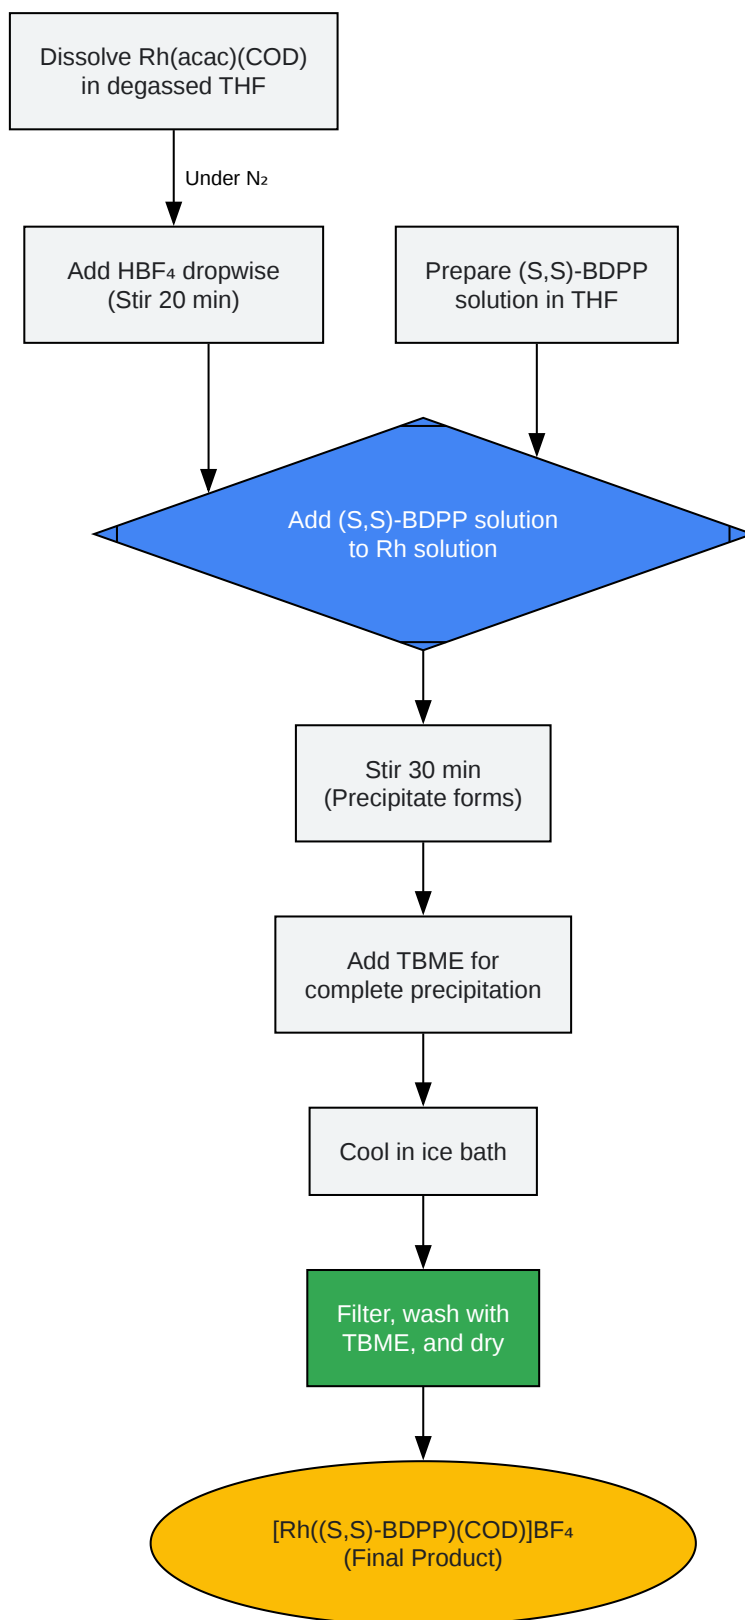 Dissolve Rh(acac)(COD)
in degassed THF
Under N₂
Add HBF₄ dropwise
(Stir 20 min)
Prepare (S,S)-BDPP
solution in THF
Add (S,S)-BDPP solution
to Rh solution
Stir 30 min
(Precipitate forms)
Add TBME for
complete precipitation
Cool in ice bath
Filter, wash with
TBME, and dry
[Rh((S,S)-BDPP)(COD)]BF₄
(Final Product)